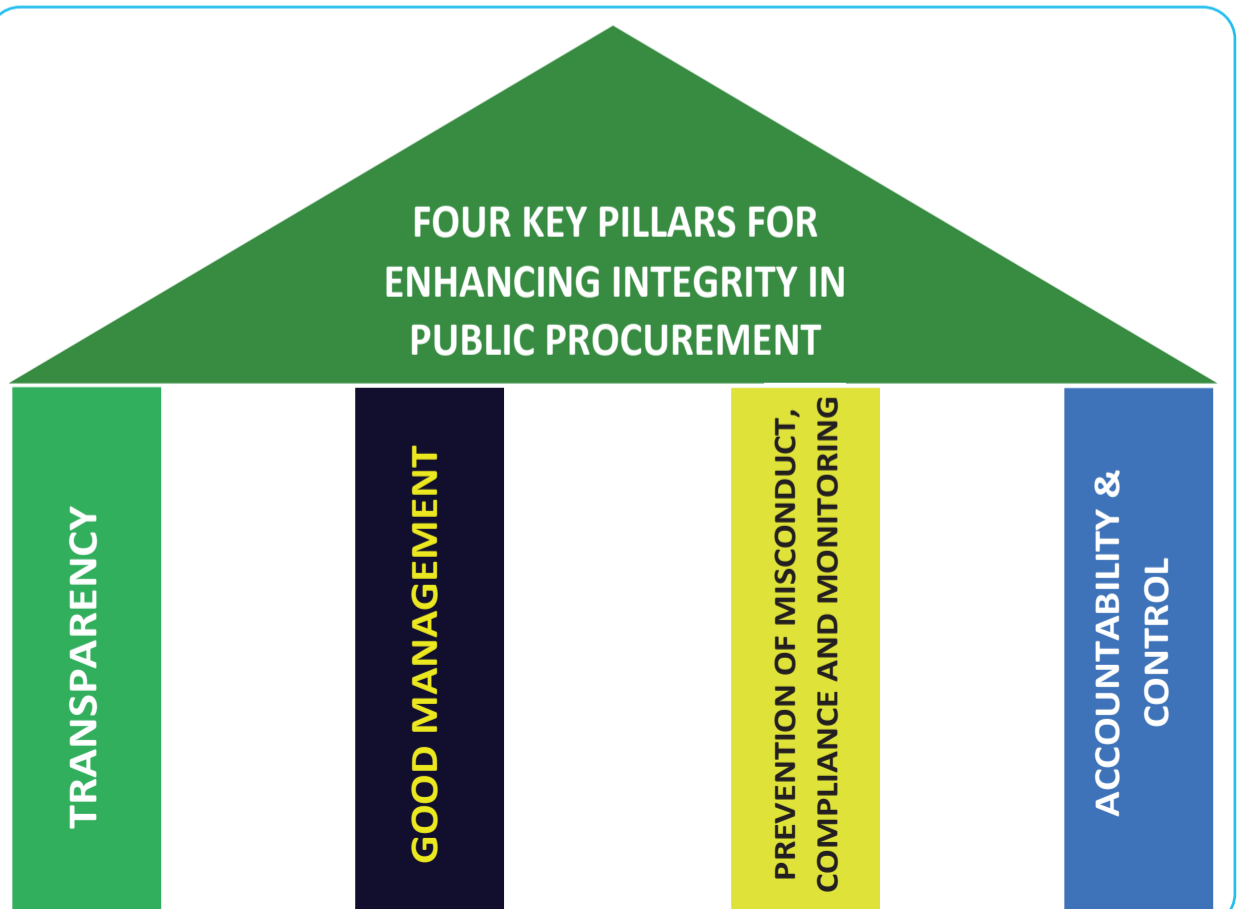 FOUR KEY PILLARS FOR
ENHANCING INTEGRITY IN
PUBLIC PROCUREMENT
TRANSPARENCY
GOOD MANAGEMENT
PREVENTION OF MISCONDUCT,
COMPLIANCE AND MONITORING
ACCOUNTABILITY &
CONTROL